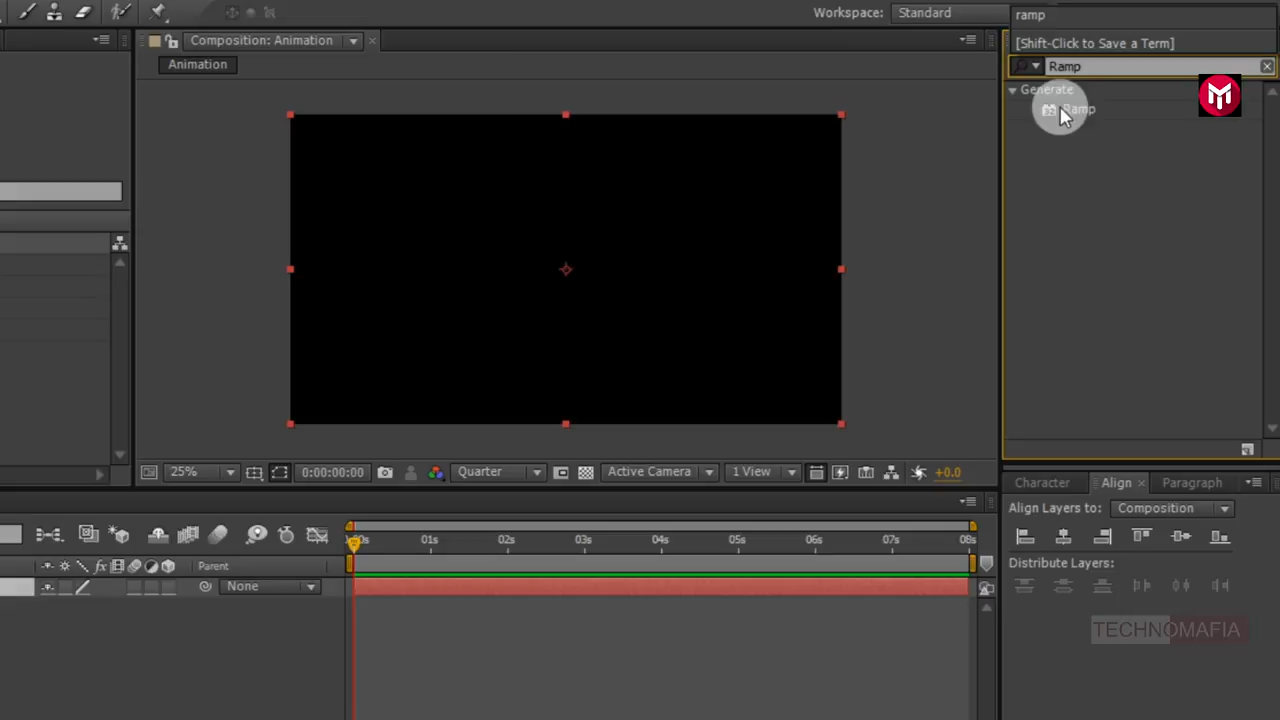 Workspace: Standard
ramp
[Shift-Click to Save a Term]
Composition: Animation
Ramp
Animation
Generate
Ramp
25%
0:00:00:00
Quarter
Active Camera
1 View
+0.0
Character
Align
Paragraph
Align Layers to: Composition
01s 02s 03s 04s 05s 06s 07s 08s
Distribute Layers:
Parent
None
TECHNOMAFIA